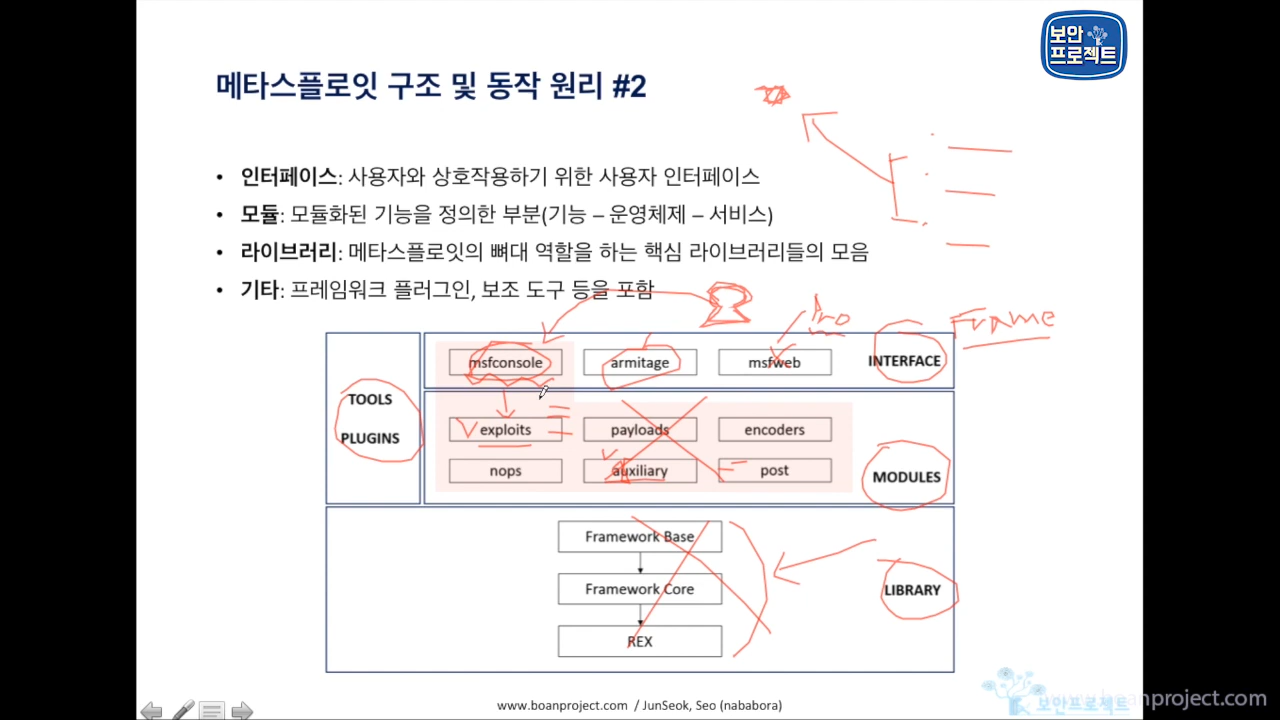 보안
프로젝트
메타스플로잇 구조 및 동작 원리 #2
• 인터페이스: 사용자와 상호작용하기 위한 사용자 인터페이스
• 모듈: 모듈화된 기능을 정의한 부분(기능 – 운영체제 – 서비스)
• 라이브러리: 메타스플로잇의 뼈대 역할을 하는 핵심 라이브러리들의 모음
• 기타: 프레임워크 플러그인, 보조 도구 등을 포함
Pro
Frame
msfconsole armitage msfweb INTERFACE
TOOLS
PLUGINS
exploits payloads encoders
nops auxiliary post
MODULES
Framework Base
Framework Core
LIBRARY
REX
www.boanproject.com / JunSeok, Seo (nababora)
보안프로젝트
boanproject.com